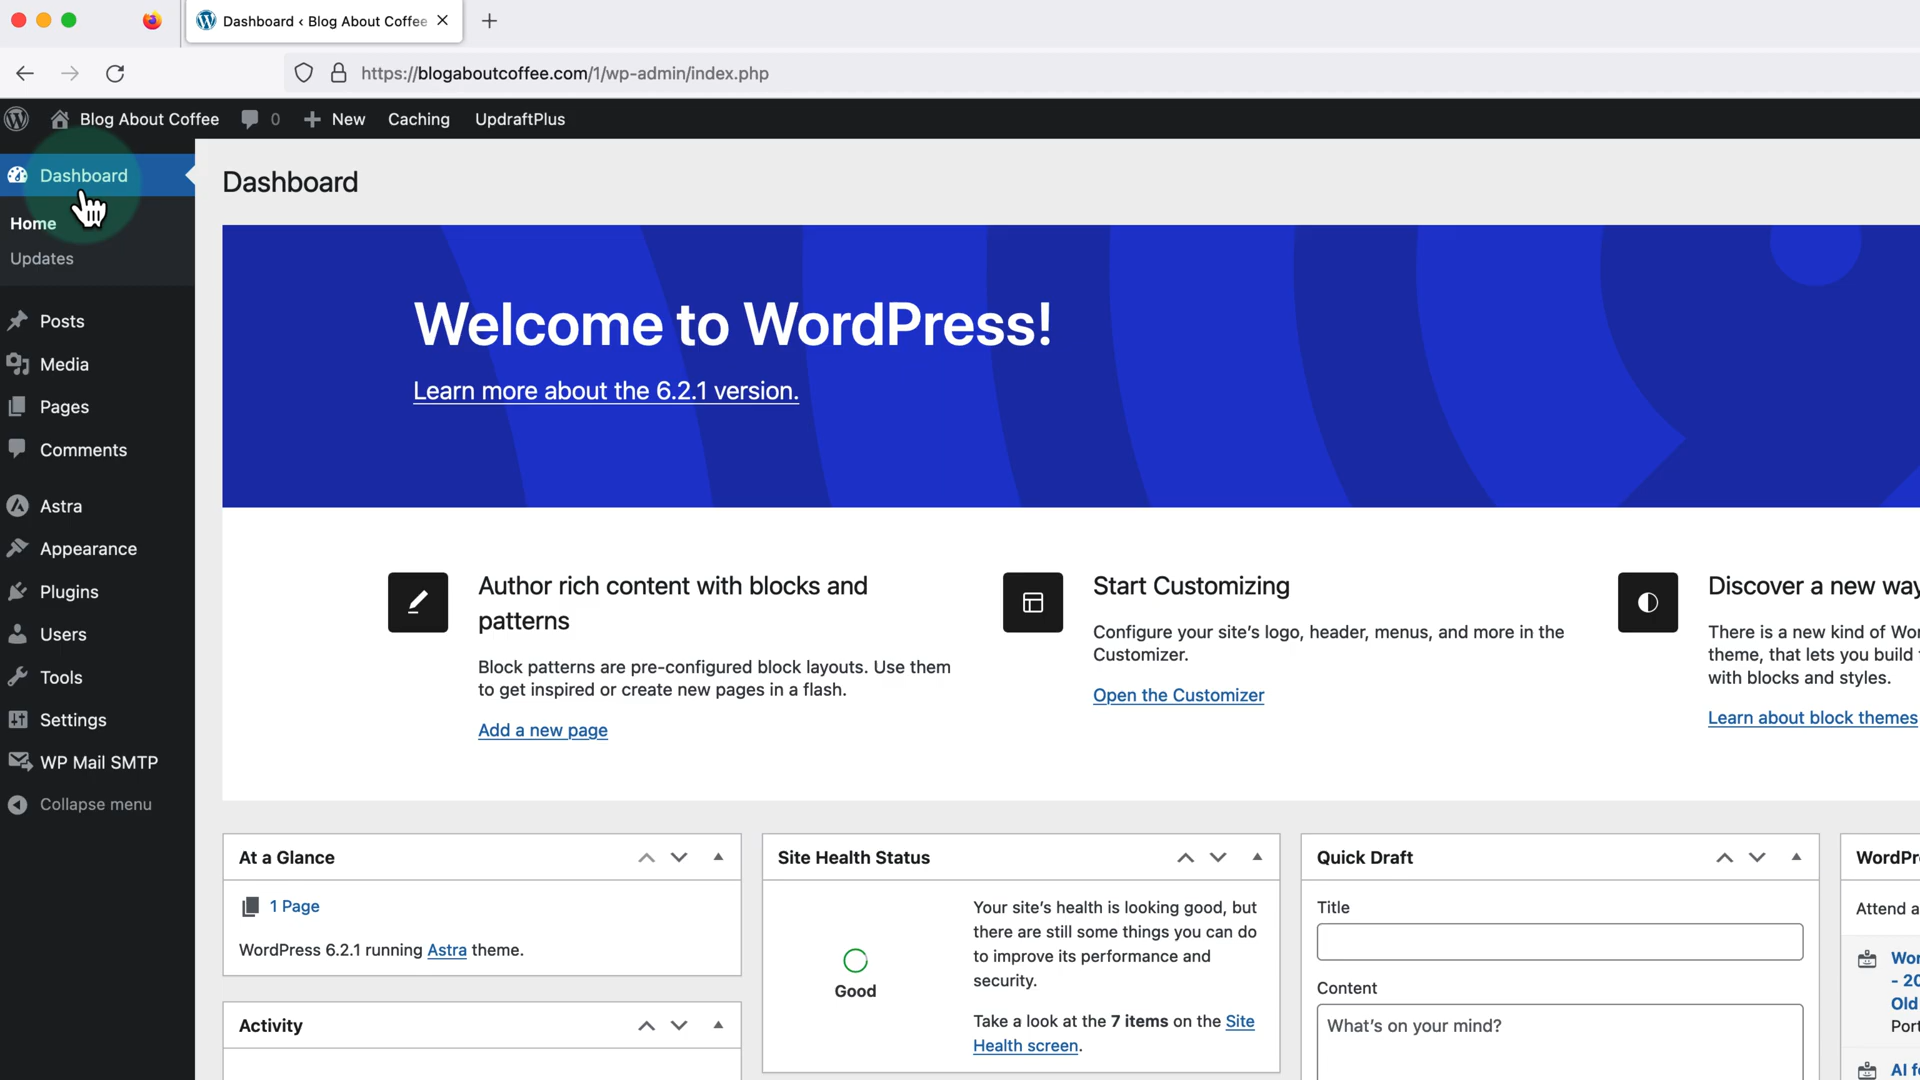 Dashboard ‹ Blog About Coffee
https://blogaboutcoffee.com/1/wp-admin/index.php
Blog About Coffee 0 New Caching UpdraftPlus
Dashboard
Home
Updates
Posts
Media
Pages
Comments
Astra
Appearance
Plugins
Users
Tools
Settings
WP Mail SMTP
Collapse menu
Dashboard
Welcome to WordPress!
Learn more about the 6.2.1 version.
Author rich content with blocks and
patterns
Block patterns are pre-configured block layouts. Use them
to get inspired or create new pages in a flash.
Add a new page
Start Customizing
Configure your site's logo, header, menus, and more in the
Customizer.
Open the Customizer
Discover a new way
There is a new kind of
theme, that lets you build
with blocks and styles.
Learn about block themes
At a Glance
1 Page
WordPress 6.2.1 running Astra theme.
Activity
Site Health Status
Good
Your site's health is looking good, but
there are still some things you can do
to improve its performance and
security.
Take a look at the 7 items on the Site
Health screen.
Quick Draft
Title
Content
What's on your mind?
WordPr
Attend a
Wor
- 20
Old
Port
AI f